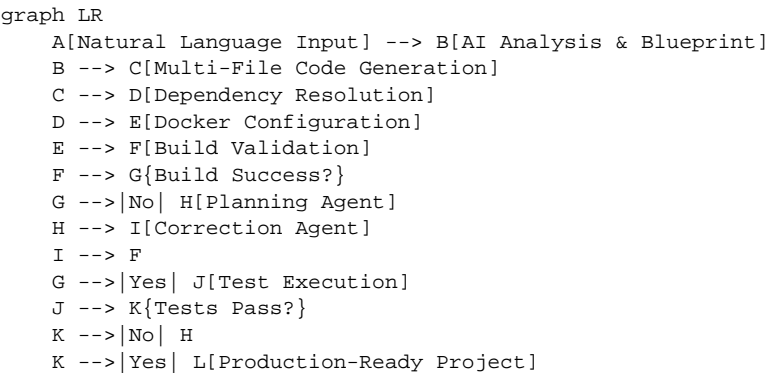 graph LR
    A[Natural Language Input] --> B[AI Analysis & Blueprint]
    B --> C[Multi-File Code Generation]
    C --> D[Dependency Resolution]
    D --> E[Docker Configuration]
    E --> F[Build Validation]
    F --> G{Build Success?}
    G -->|No| H[Planning Agent]
    H --> I[Correction Agent]
    I --> F
    G -->|Yes| J[Test Execution]
    J --> K{Tests Pass?}
    K -->|No| H
    K -->|Yes| L[Production-Ready Project]